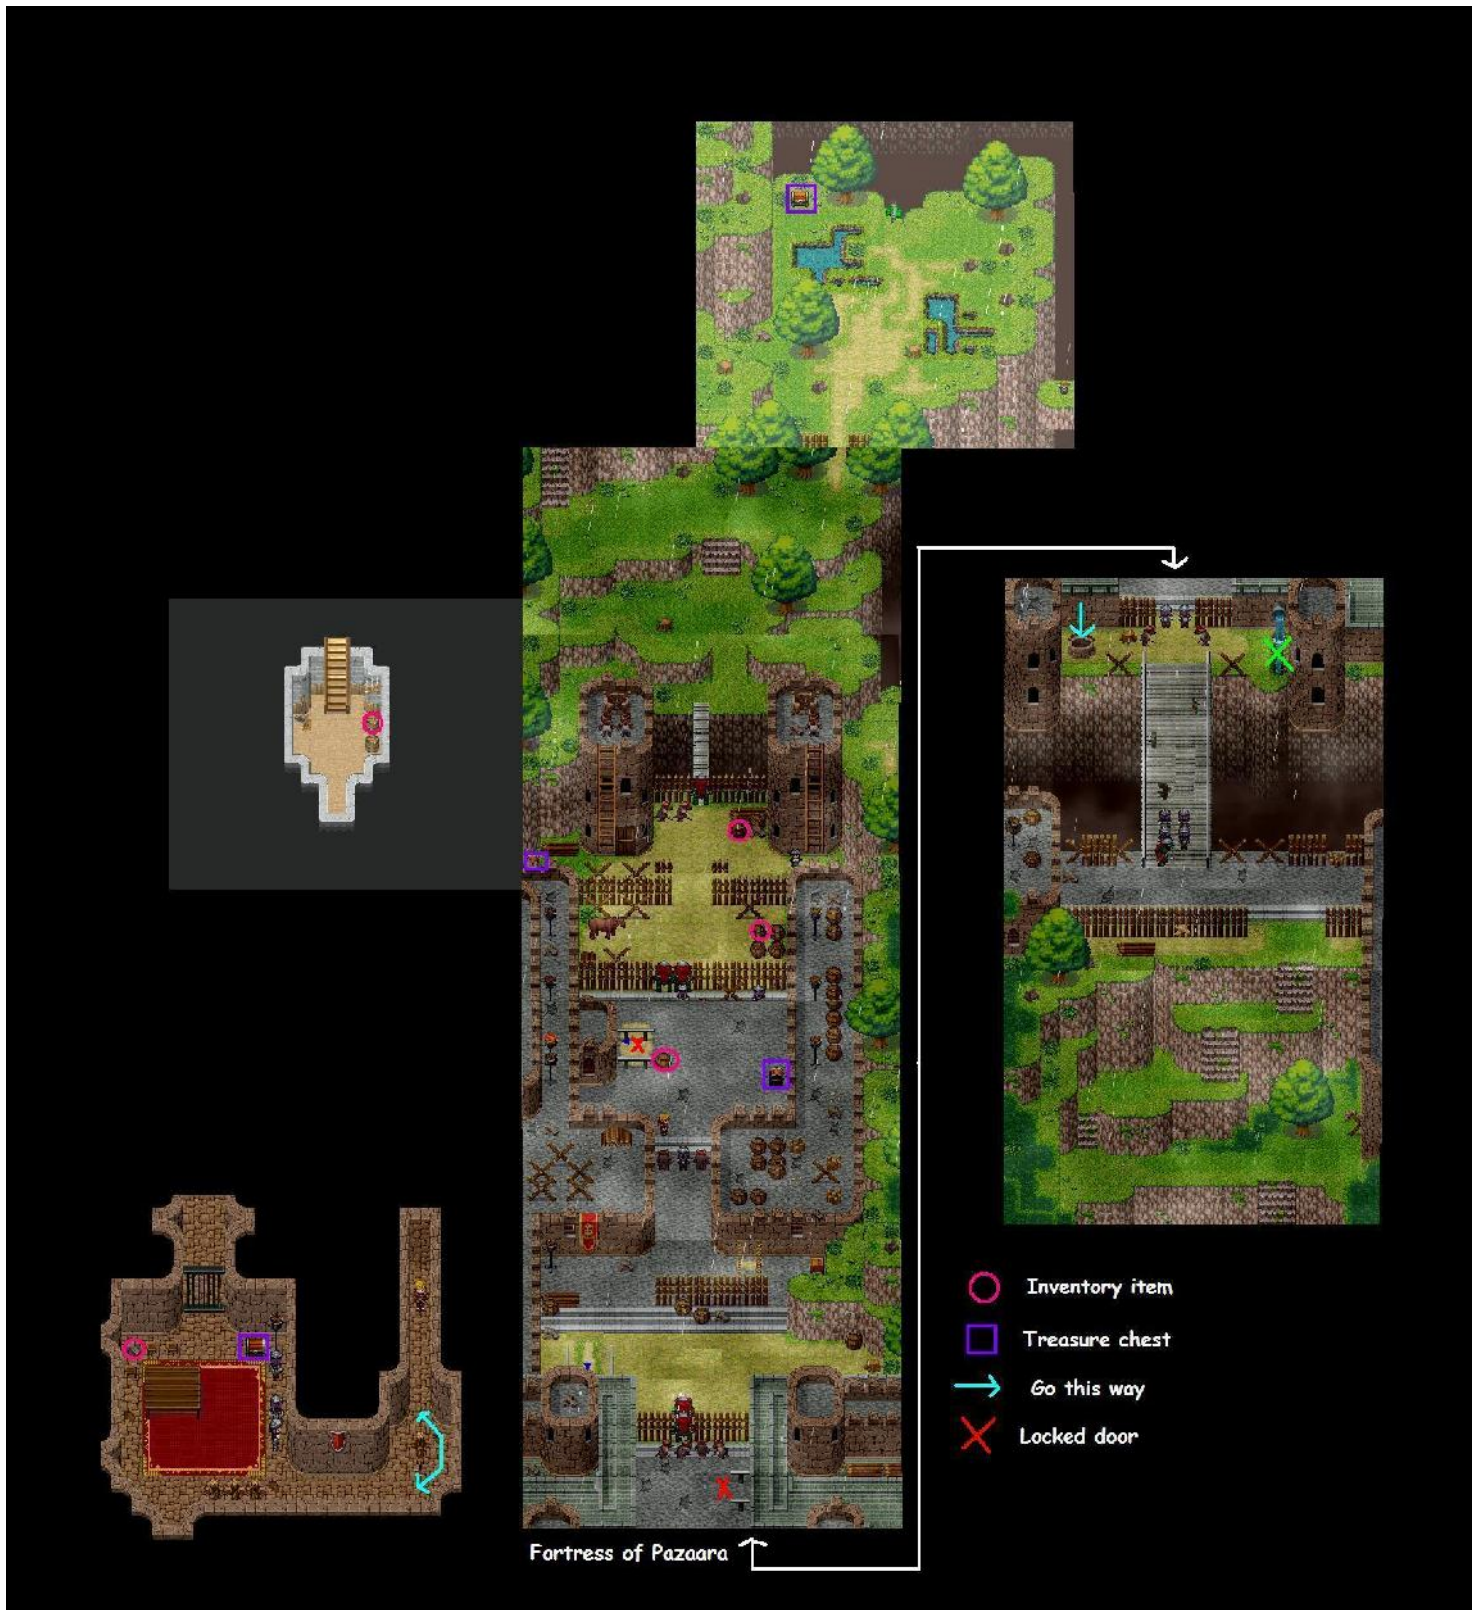 Inventory item
Treasure chest
Go this way
Locked door
Fortress of Pazaara